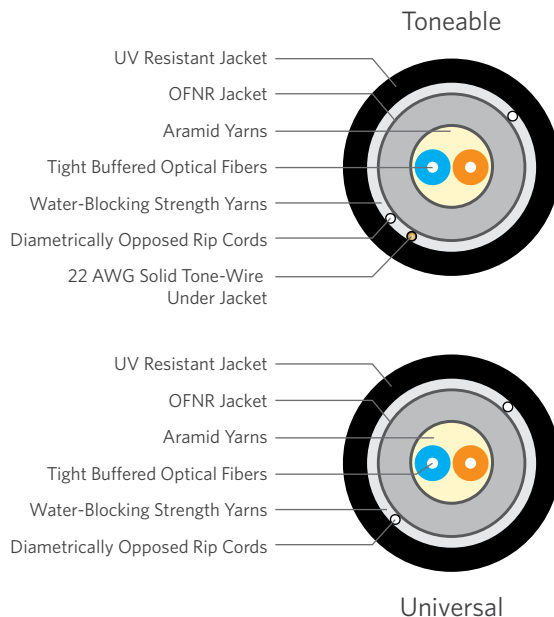 Toneable
UV Resistant Jacket
OFNR Jacket
Aramid Yarns
Tight Buffered Optical Fibers
Water-Blocking Strength Yarns
Diametrically Opposed Rip Cords
22 AWG Solid Tone-Wire
Under Jacket
UV Resistant Jacket
OFNR Jacket
Aramid Yarns
Tight Buffered Optical Fibers
Water-Blocking Strength Yarns
Diametrically Opposed Rip Cords
Universal